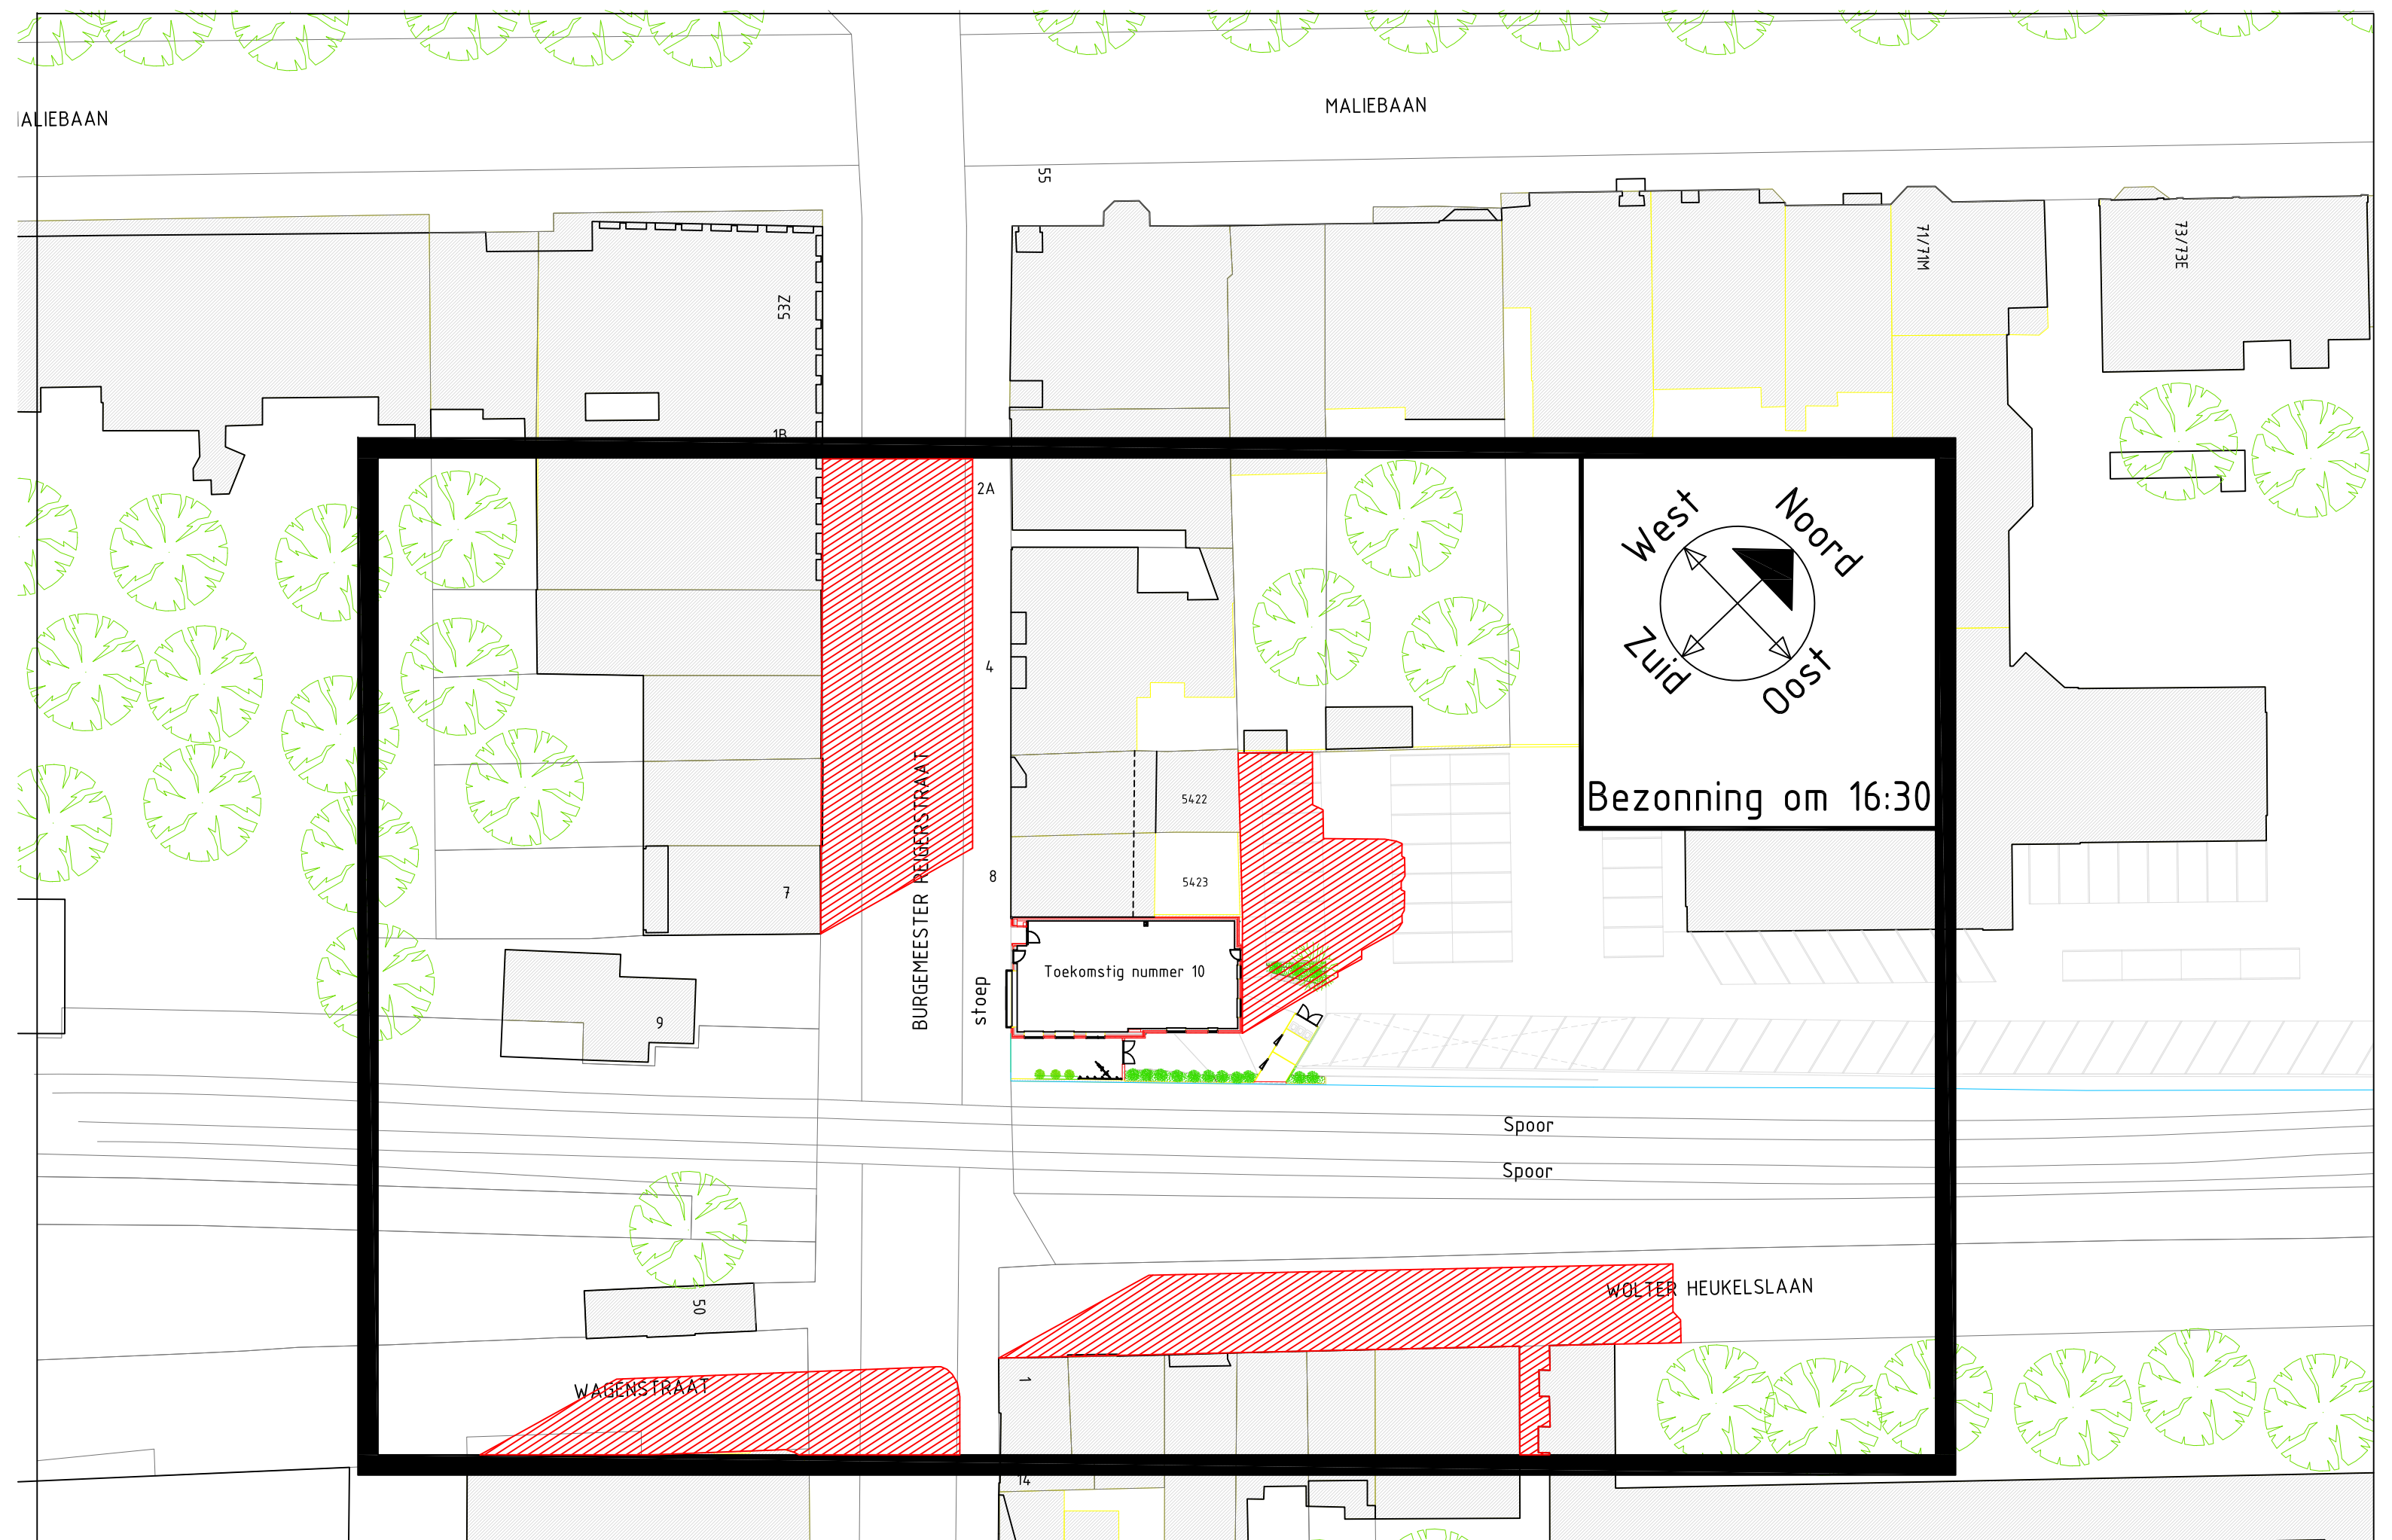 MALIEBAAN
ALIEBAAN
55
71/71M
73/73E
1B
2A
West
Noord
Zuid
Oost
4
Bezonning om 16:30
5422
BURGEMEESTER REIGERSTRAAT
8
5423
7
Toekomstig nummer 10
stoep
9
Spoor
Spoor
WOLTER HEUKELSLAAN
50
WAGENSTRAAT
1
14